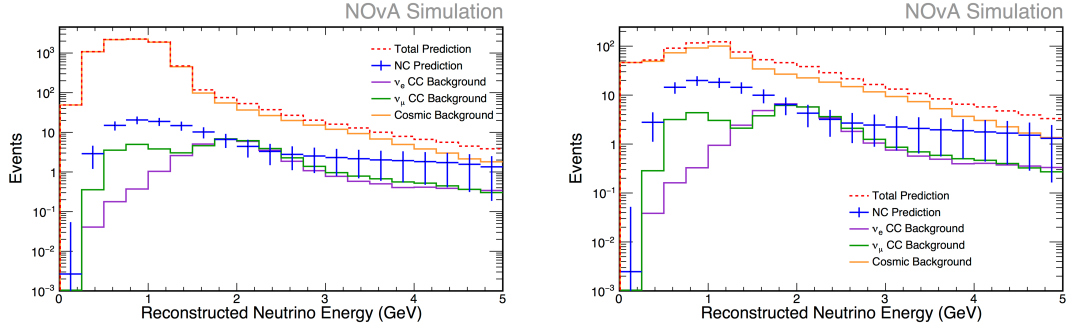 NOvA Simulation
10³
10²
10
1
10⁻¹
10⁻²
10⁻³
Events
Total Prediction
NC Prediction
νe CC Background
νμ CC Background
Cosmic Background
0 1 2 3 4 5
Reconstructed Neutrino Energy (GeV)
NOvA Simulation
10²
10
1
10⁻¹
10⁻²
10⁻³
Events
Total Prediction
NC Prediction
νe CC Background
νμ CC Background
Cosmic Background
0 1 2 3 4 5
Reconstructed Neutrino Energy (GeV)